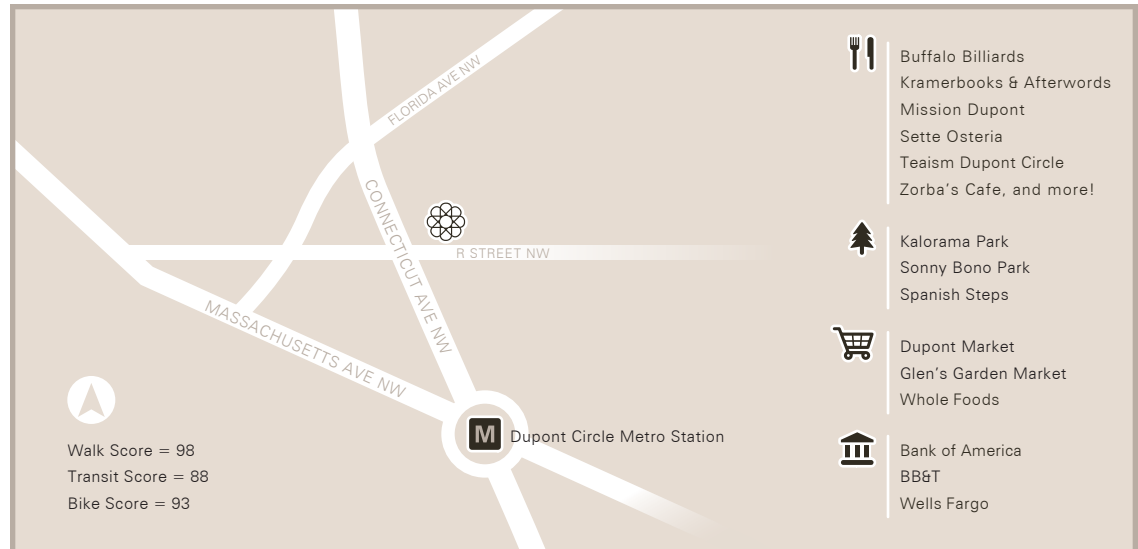 FLORIDA AVE NW
CONNECTICUT AVE NW
R STREET NW
MASSACHUSETTS AVE NW
M
Dupont Circle Metro Station
Walk Score = 98
Transit Score = 88
Bike Score = 93
Buffalo Billiards
Kramerbooks & Afterwords
Mission Dupont
Sette Osteria
Teaism Dupont Circle
Zorba’s Cafe, and more!
Kalorama Park
Sonny Bono Park
Spanish Steps
Dupont Market
Glen’s Garden Market
Whole Foods
Bank of America
BB&T
Wells Fargo